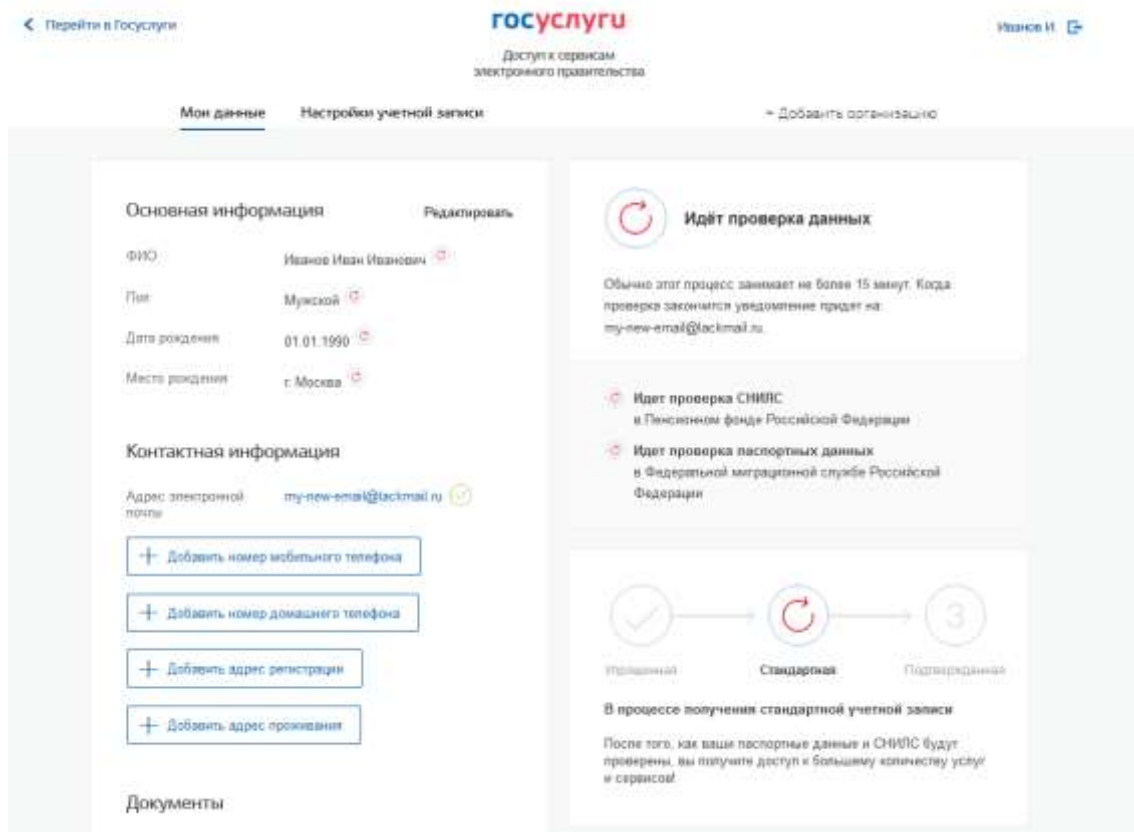 Перейти в Госуслуги
госуслуги
Иванов И.
Доступ к сервисам
электронного правительства
Мои данные
Настройки учетной записи
+ Добавить организацию
Основная информация
Редактировать
ФИО
Иванов Иван Иванович
Пол
Мужской
Дата рождения
01.01.1990
Место рождения
г. Москва
Контактная информация
Адрес электронной
почты
my-new-email@lackmail.ru
Добавить номер мобильного телефона
Добавить номер домашнего телефона
Добавить адрес регистрации
Добавить адрес проживания
Документы
Идёт проверка данных
Обычно этот процесс занимает не более 15 минут. Когда
проверка закончится уведомление придет на:
my-new-email@lackmail.ru.
Идет проверка СНИЛС
в Пенсионном фонде Российской Федерации
Идет проверка паспортных данных
в Федеральной миграционной службе Российской
Федерации
3
Упрощенная
Стандартная
Подтвержденная
В процессе получения стандартной учетной записи
После того, как ваши паспортные данные и СНИЛС будут
проверены, вы получите доступ к большему количеству услуг
и сервисов!